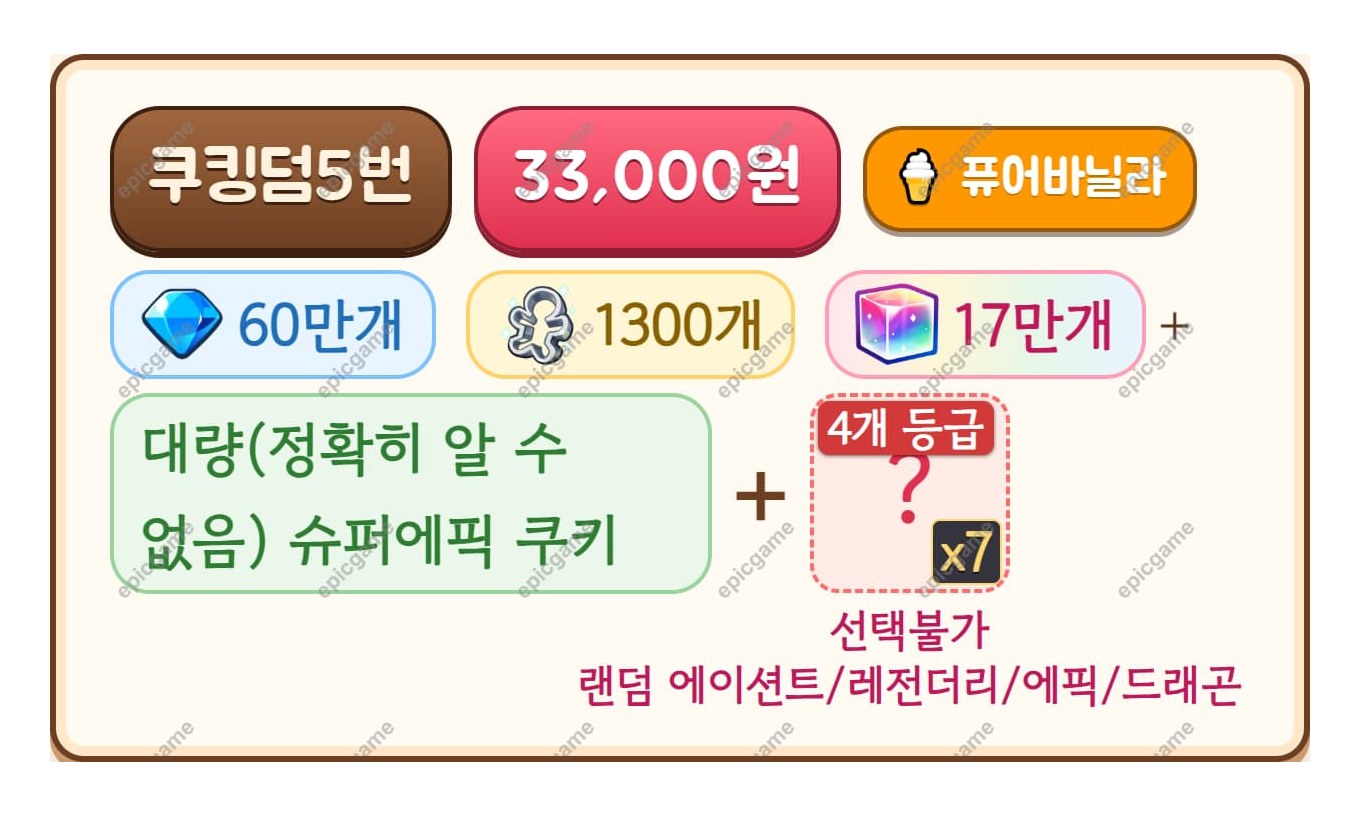 쿠킹덤5번 33,000원 퓨어바닐라
60만개 1300개 17만개 +
대량(정확히 알 수
없음) 슈퍼에픽 쿠키
+
4개 등급
?
x7
선택불가
랜덤 에이션트/레전더리/에픽/드래곤
epicgame